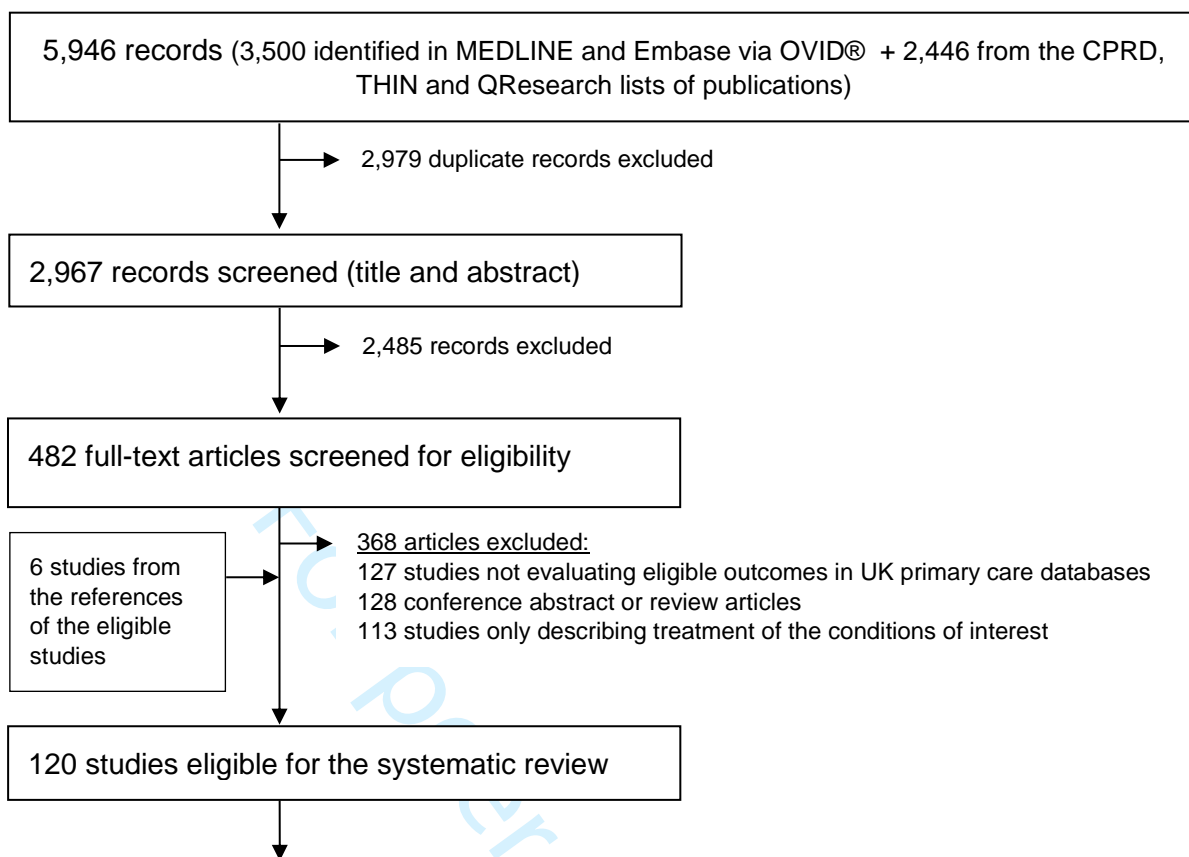 5,946 records (3,500 identified in MEDLINE and Embase via OVID® + 2,446 from the CPRD,
THIN and QResearch lists of publications)
2,979 duplicate records excluded
2,967 records screened (title and abstract)
2,485 records excluded
482 full-text articles screened for eligibility
6 studies from
the references
of the eligible
studies
368 articles excluded:
127 studies not evaluating eligible outcomes in UK primary care databases
128 conference abstract or review articles
113 studies only describing treatment of the conditions of interest
120 studies eligible for the systematic review